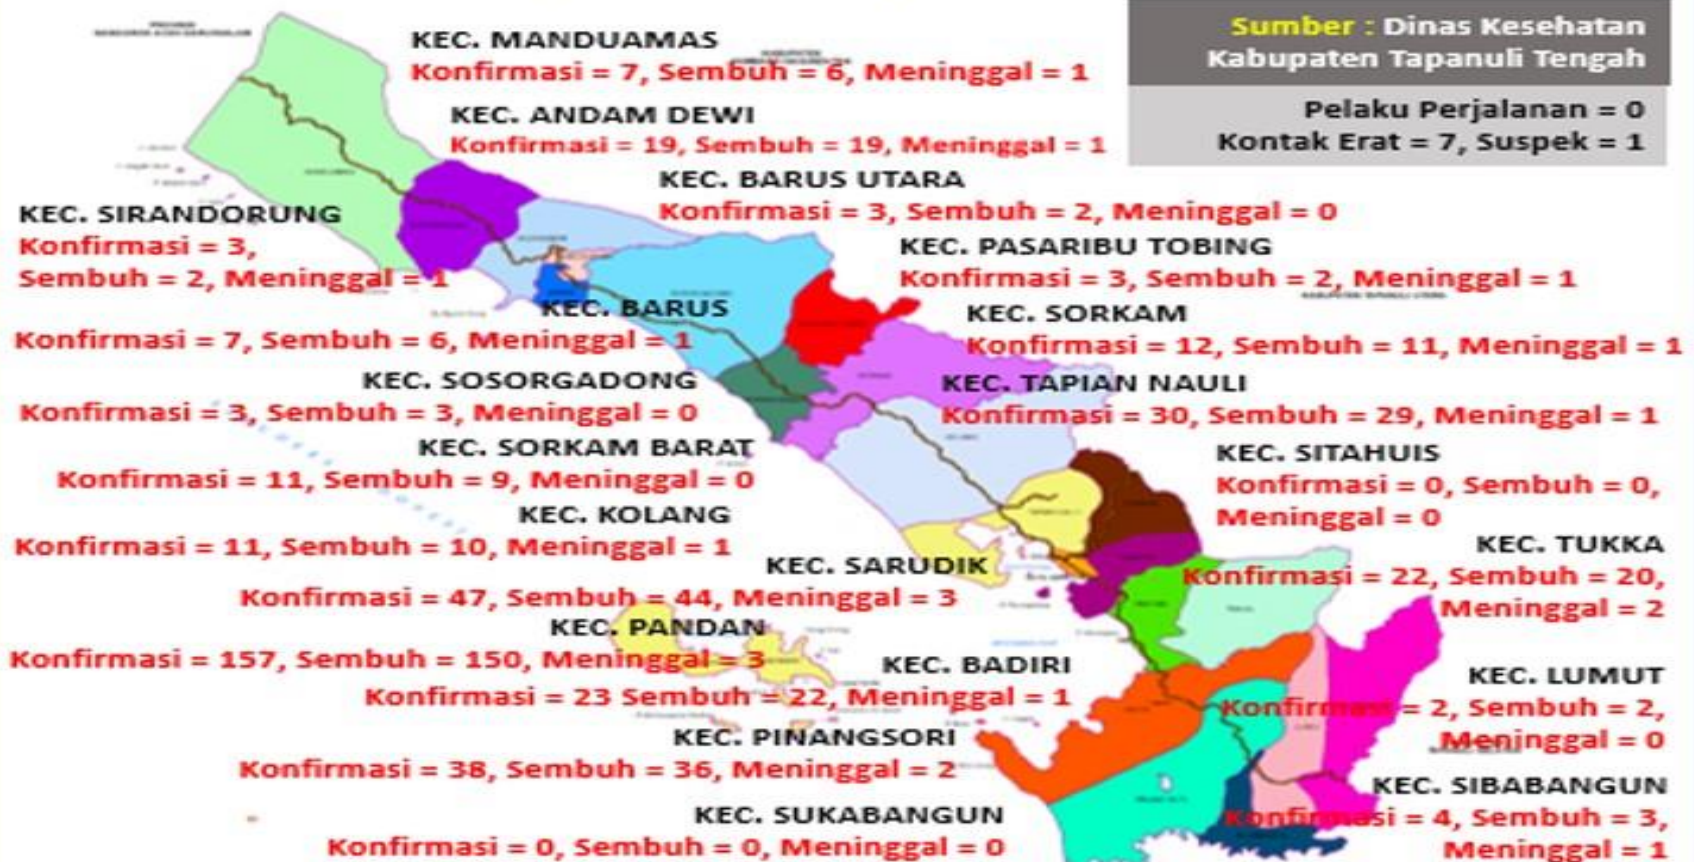 Sumber : Dinas Kesehatan
Kabupaten Tapanuli Tengah
Pelaku Perjalanan = 0
Kontak Erat = 7, Suspek = 1
KEC. MANDUAMAS
Konfirmasi = 7, Sembuh = 6, Meninggal = 1
KEC. ANDAM DEWI
Konfirmasi = 19, Sembuh = 19, Meninggal = 1
KEC. BARUS UTARA
Konfirmasi = 3, Sembuh = 2, Meninggal = 0
KEC. SIRANDORUNG
Konfirmasi = 3,
Sembuh = 2, Meninggal = 1
KEC. PASARIBU TOBING
Konfirmasi = 3, Sembuh = 2, Meninggal = 1
KEC. BARUS
Konfirmasi = 7, Sembuh = 6, Meninggal = 1
KEC. SORKAM
Konfirmasi = 12, Sembuh = 11, Meninggal = 1
KEC. SOSORGADONG
Konfirmasi = 3, Sembuh = 3, Meninggal = 0
KEC. TAPIAN NAULI
Konfirmasi = 30, Sembuh = 29, Meninggal = 1
KEC. SORKAM BARAT
Konfirmasi = 11, Sembuh = 9, Meninggal = 0
KEC. SITAHUIS
Konfirmasi = 0, Sembuh = 0,
Meninggal = 0
KEC. KOLANG
Konfirmasi = 11, Sembuh = 10, Meninggal = 1
KEC. TUKKA
Konfirmasi = 22, Sembuh = 20,
Meninggal = 2
KEC. SARUDIK
Konfirmasi = 47, Sembuh = 44, Meninggal = 3
KEC. PANDAN
Konfirmasi = 157, Sembuh = 150, Meninggal = 3
KEC. BADIRI
Konfirmasi = 23 Sembuh = 22, Meninggal = 1
KEC. LUMUT
Konfirmasi = 2, Sembuh = 2,
Meninggal = 0
KEC. PINANGSORI
Konfirmasi = 38, Sembuh = 36, Meninggal = 2
KEC. SIBABANGUN
Konfirmasi = 4, Sembuh = 3,
Meninggal = 1
KEC. SUKABANGUN
Konfirmasi = 0, Sembuh = 0, Meninggal = 0